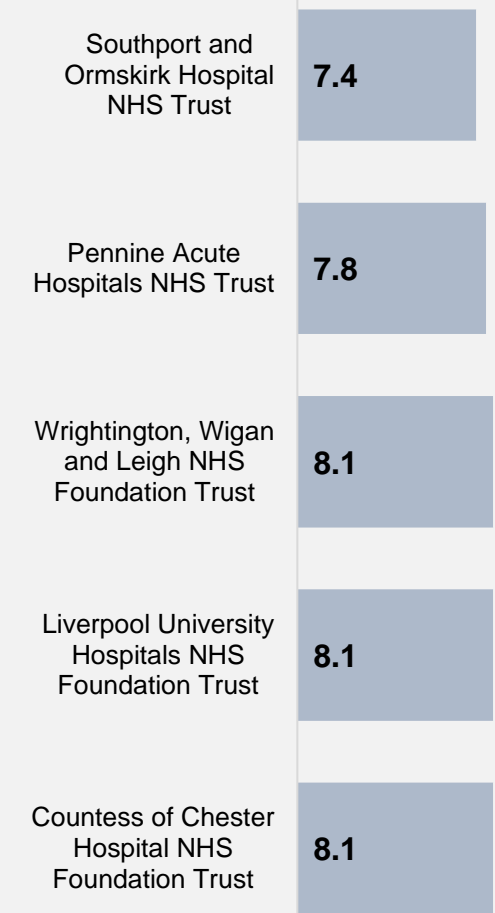 Southport and
Ormskirk Hospital
NHS Trust
7.4
Pennine Acute
Hospitals NHS Trust
7.8
Wrightington, Wigan
and Leigh NHS
Foundation Trust
8.1
Liverpool University
Hospitals NHS
Foundation Trust
8.1
Countess of Chester
Hospital NHS
Foundation Trust
8.1